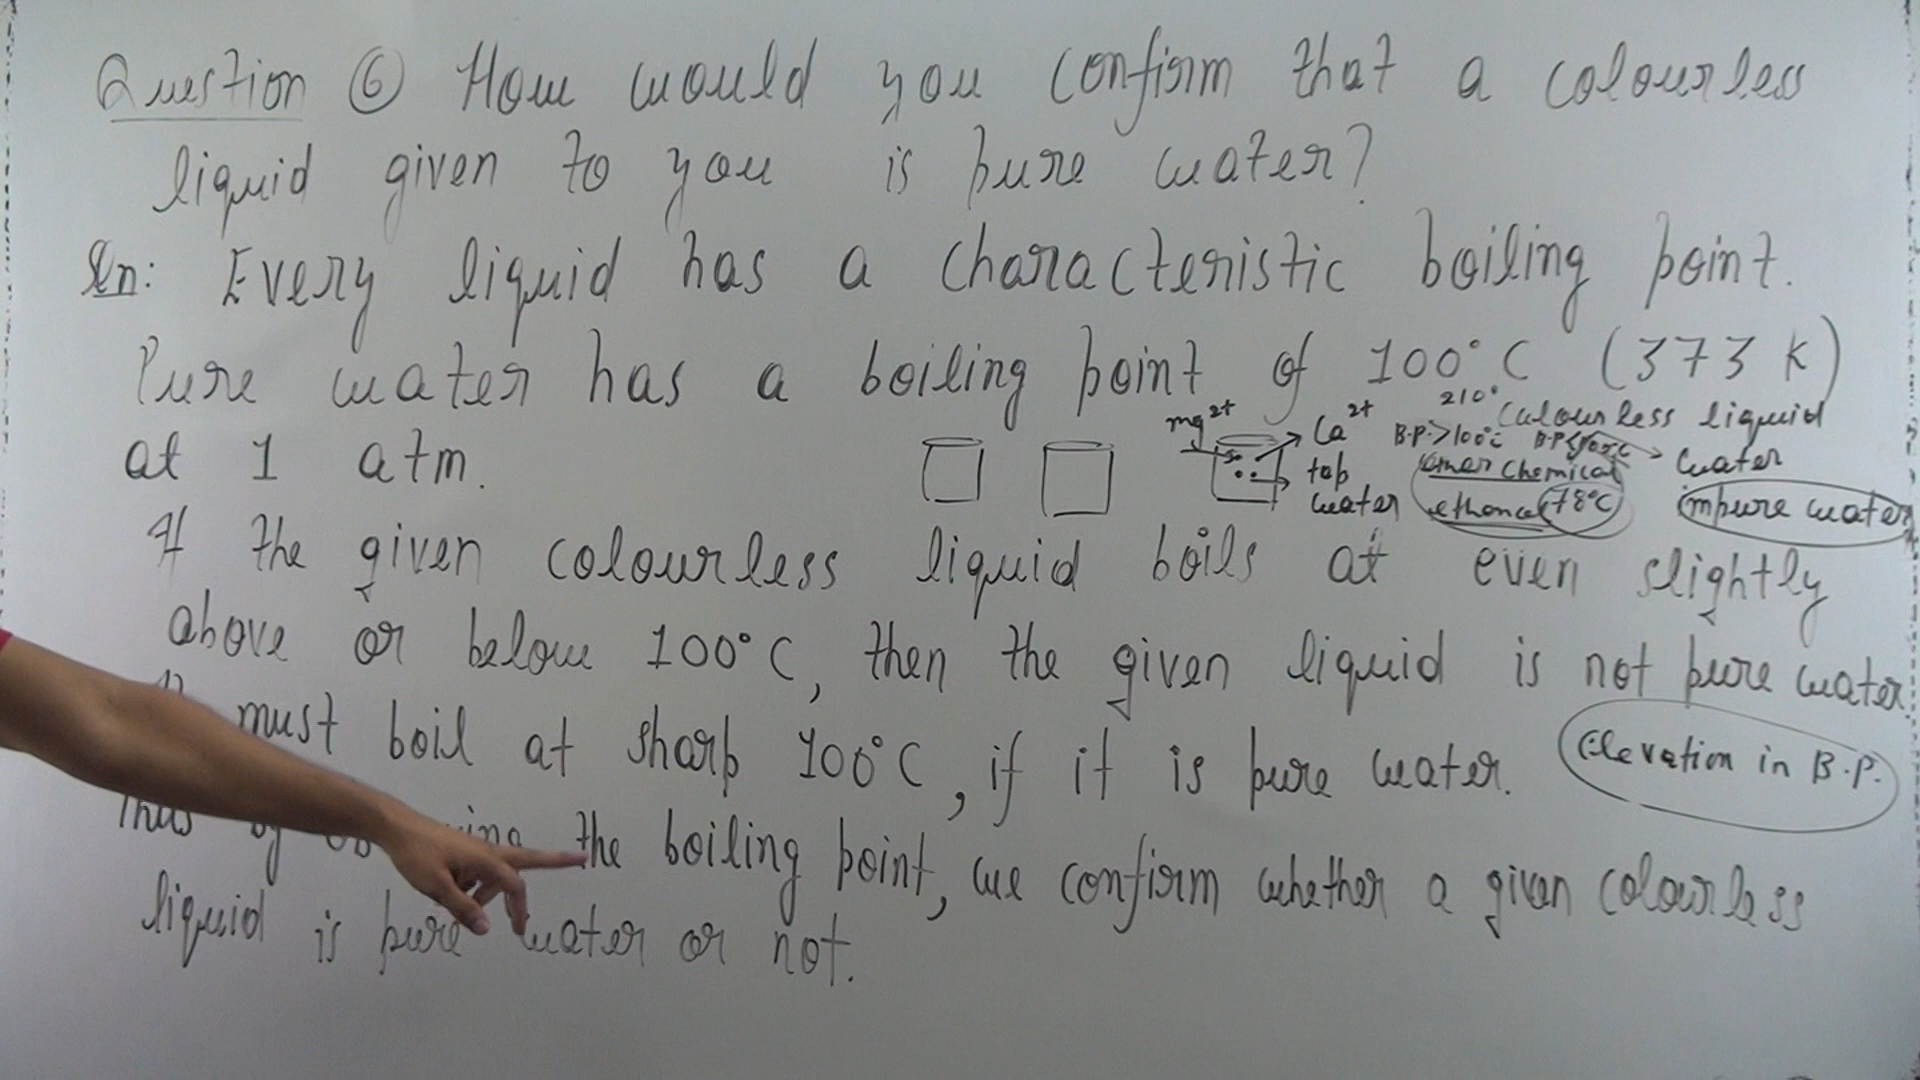 Question ⑥ How would you confirm that a colourless
liquid given to you is pure water?
Sln: Every liquid has a characteristic boiling point.
Pure water has a boiling point of 100°C (373 K)
at 1 atm.
mg²⁺
Ca²⁺
tap
water
210°
B.P.>100°C
other chemical
ethanol 78°C
colourless liquid
water
impure water
If the given colourless liquid boils at even slightly
above or below 100°C, then the given liquid is not pure water.
must boil at sharp 100°C, if it is pure water.
Elevation in B.P.
Thus by the boiling point, we confirm whether a given colourless
liquid is pure water or not.